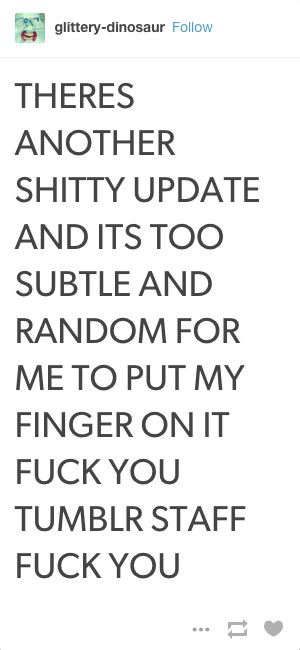 glittery-dinosaur Follow
THERES
ANOTHER
SHITTY UPDATE
AND ITS TOO
SUBTLE AND
RANDOM FOR
ME TO PUT MY
FINGER ON IT
FUCK YOU
TUMBLR STAFF
FUCK YOU